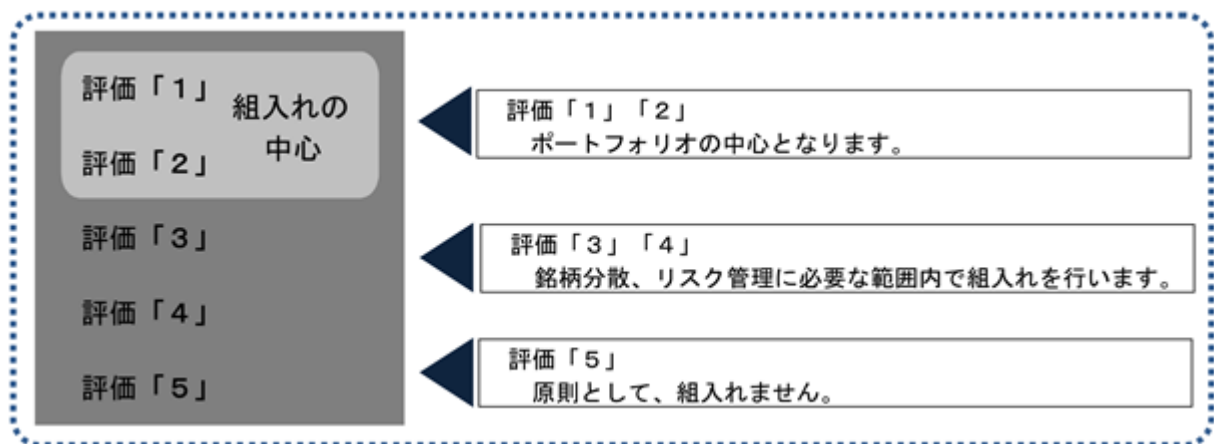 評価「１」
組入れの
中心
評価「２」
評価「３」
評価「４」
評価「５」
評価「１」「２」
ポートフォリオの中心となります。
評価「３」「４」
銘柄分散、リスク管理に必要な範囲内で組入れを行います。
評価「５」
原則として、組入れません。